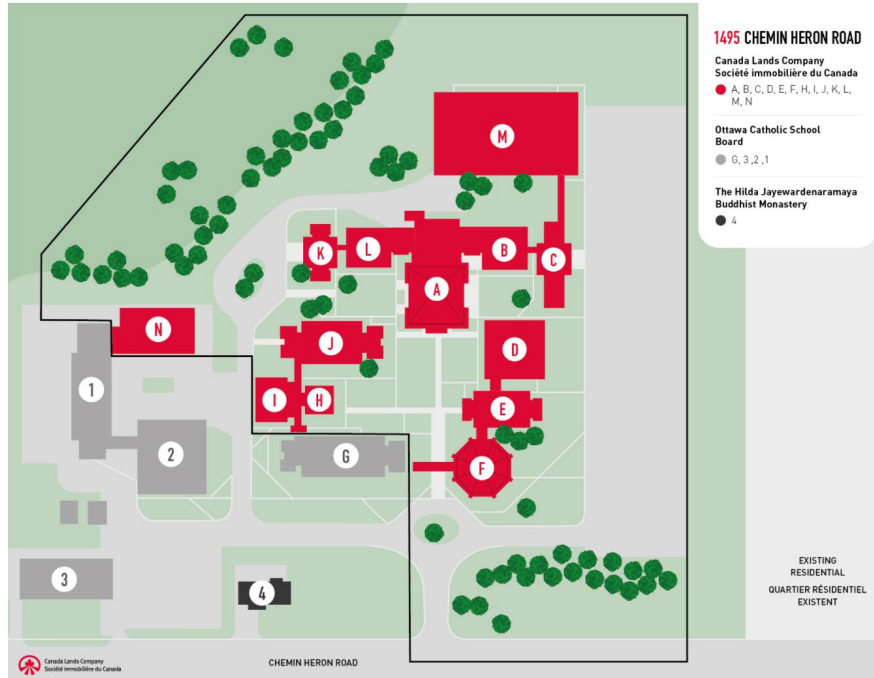 1495 CHEMIN HERON ROAD
Canada Lands Company
Société immobilière du Canada
A, B, C, D, E, F, H, I, J, K, L,
M, N
Ottawa Catholic School
Board
G, 3 ,2 ,1
The Hilda Jayewardenaramaya
Buddhist Monastery
4
M
K
L
B
C
A
N
J
D
1
I
H
E
2
G
F
3
4
EXISTING
RESIDENTIAL
QUARTIER RÉSIDENTIEL
EXISTENT
Canada Lands Company
Société immobilière du Canada
CHEMIN HERON ROAD